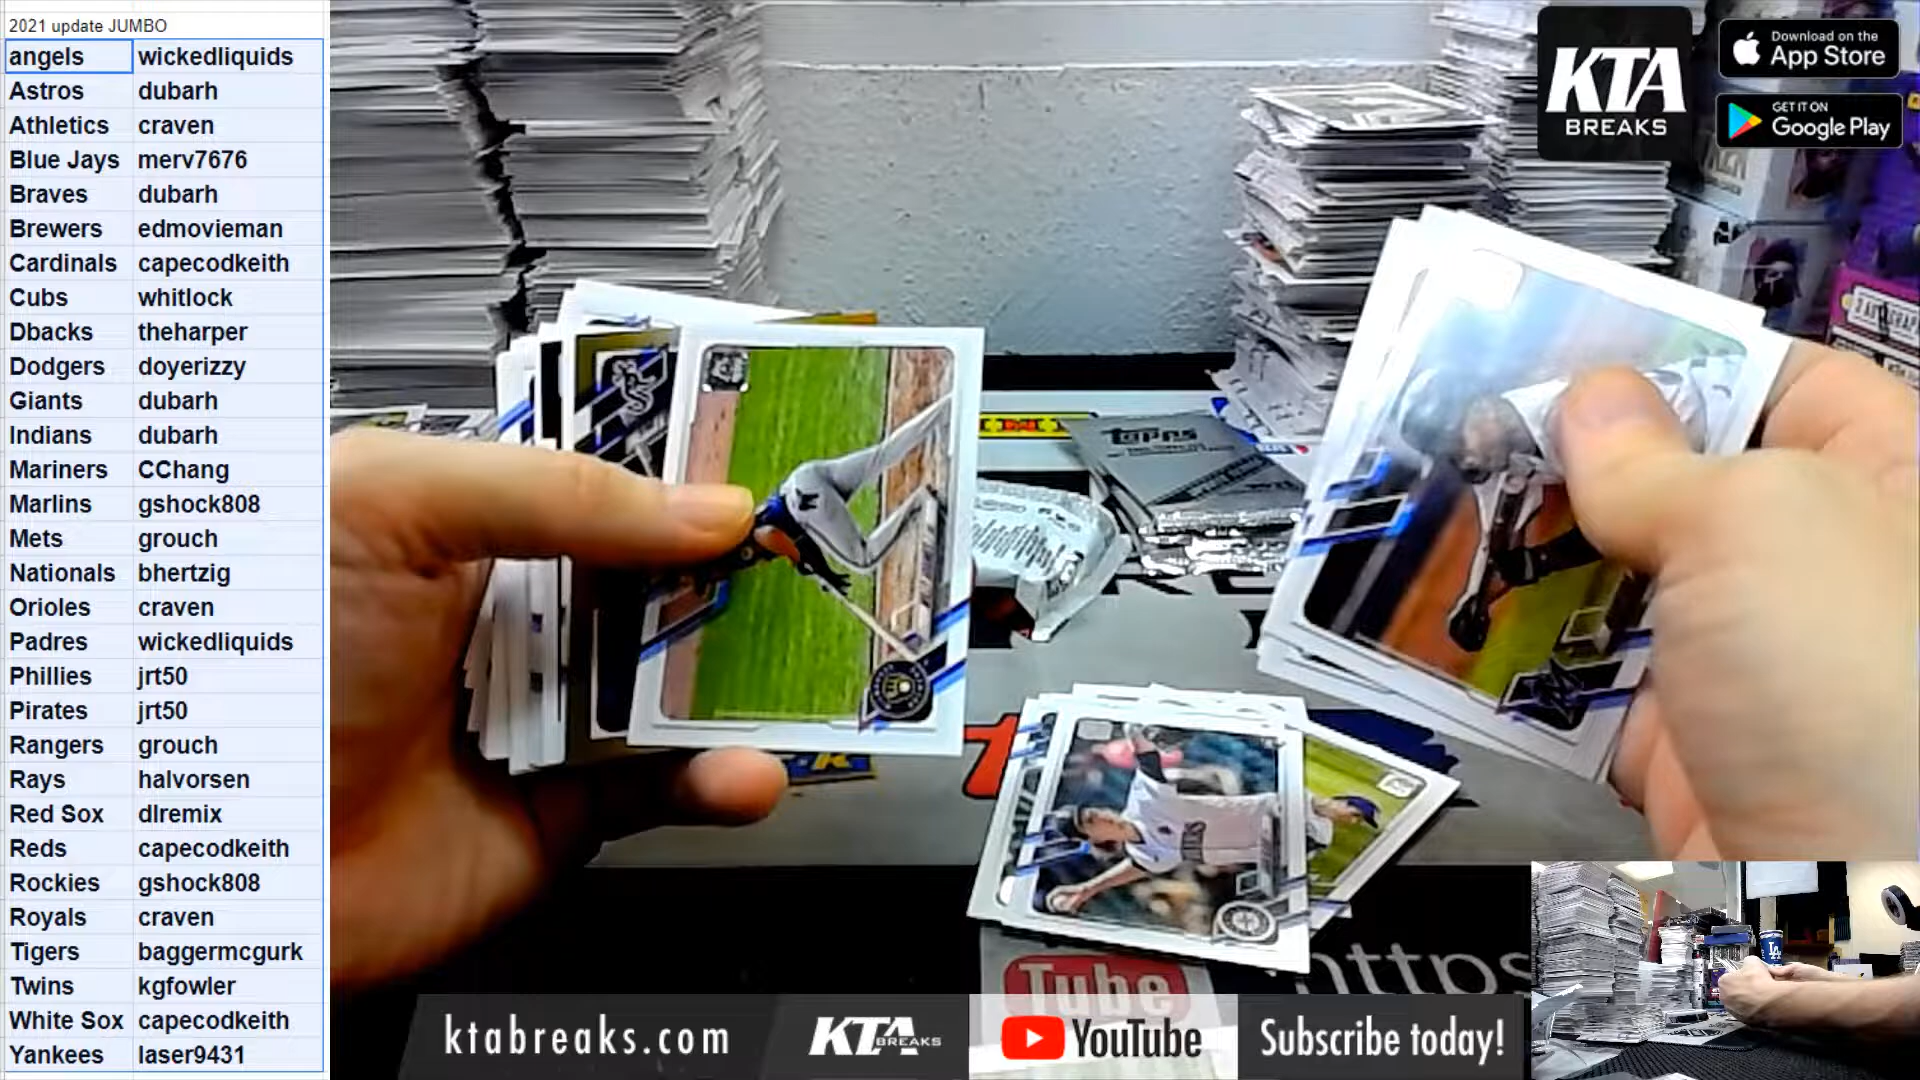 2021 update JUMBO
angels wickedliquids
Astros dubarh
Athletics craven
Blue Jays merv7676
Braves dubarh
Brewers edmovieman
Cardinals capecodkeith
Cubs whitlock
Dbacks theharper
Dodgers doyerizzy
Giants dubarh
Indians dubarh
Mariners CChang
Marlins gshock808
Mets grouch
Nationals bhertzig
Orioles craven
Padres wickedliquids
Phillies jrt50
Pirates jrt50
Rangers grouch
Rays halvorsen
Red Sox dlremix
Reds capecodkeith
Rockies gshock808
Royals craven
Tigers baggermcgurk
Twins kgfowler
White Sox capecodkeith
Yankees laser9431
KTA
BREAKS
Download on the
App Store
GET IT ON
Google Play
topps
Tube
https
LA
ktabreaks.com
KTA
BREAKS
YouTube
Subscribe today!